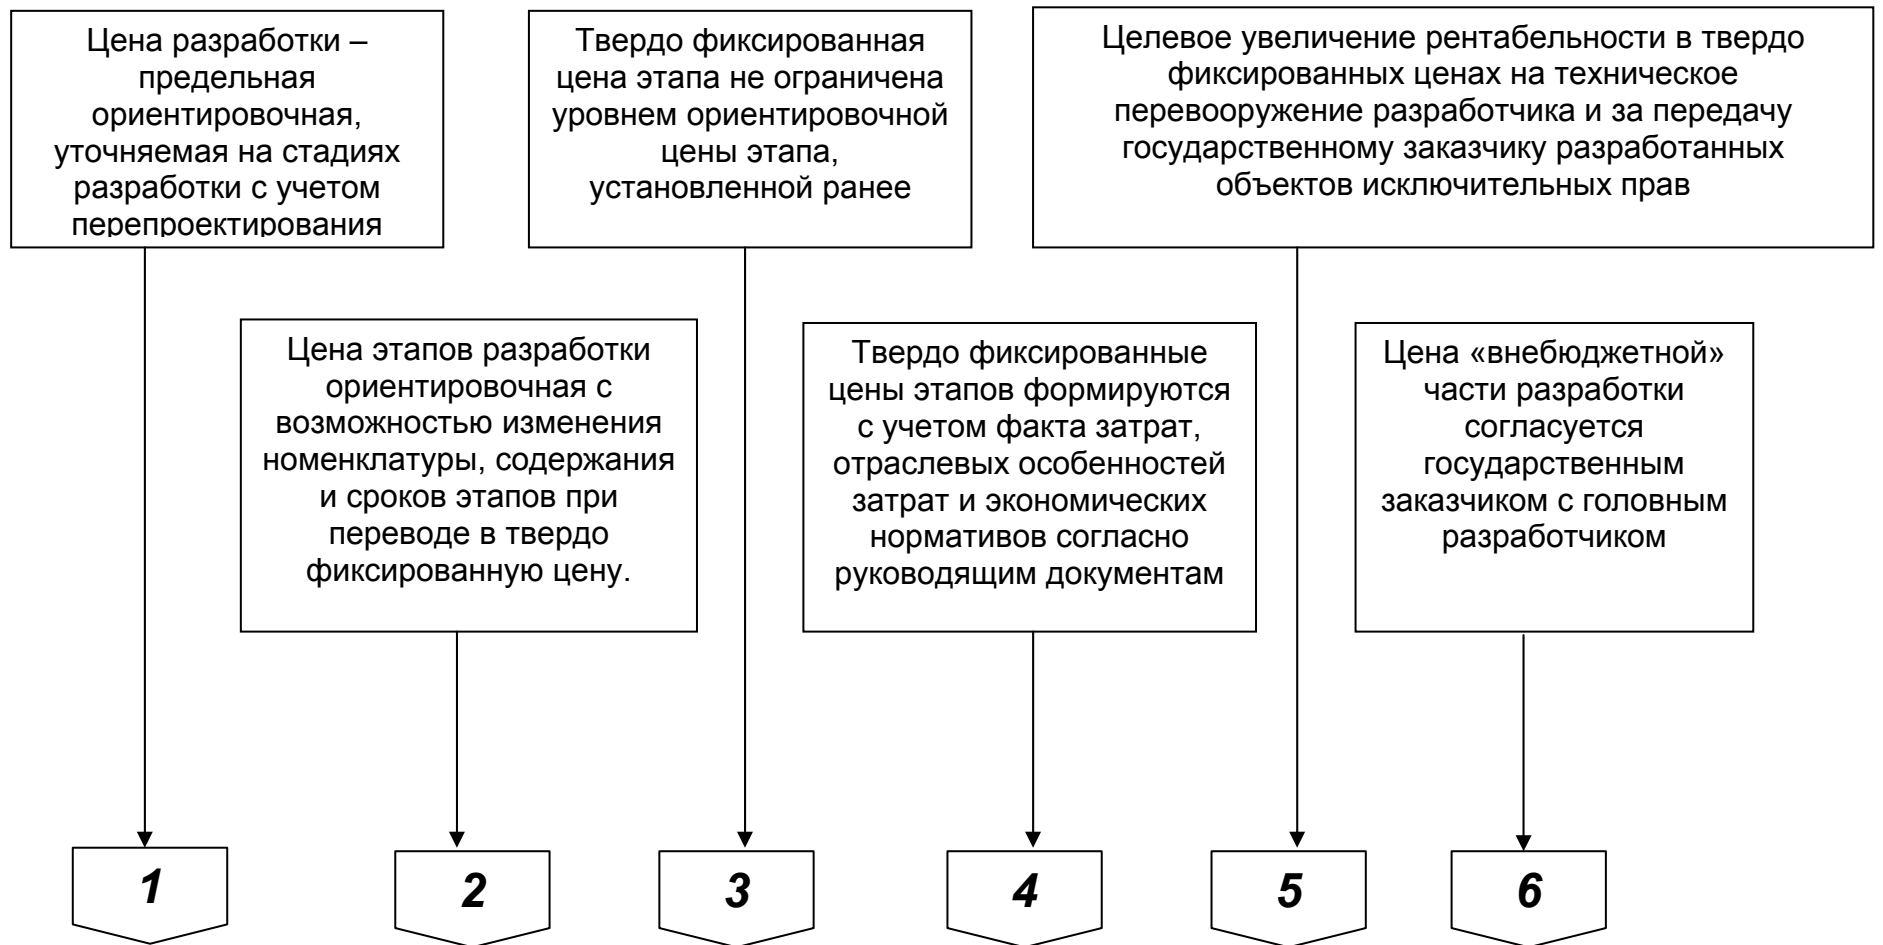 Цена разработки –
предельная
ориентировочная,
уточняемая на стадиях
разработки с учетом
перепроектирования
Твердо фиксированная
цена этапа не ограничена
уровнем ориентировочной
цены этапа,
установленной ранее
Целевое увеличение рентабельности в твердо
фиксированных ценах на техническое
перевооружение разработчика и за передачу
государственному заказчику разработанных
объектов исключительных прав
Цена этапов разработки
ориентировочная с
возможностью изменения
номенклатуры, содержания
и сроков этапов при
переводе в твердо
фиксированную цену.
Твердо фиксированные
цены этапов формируются
с учетом факта затрат,
отраслевых особенностей
затрат и экономических
нормативов согласно
руководящим документам
Цена «внебюджетной»
части разработки
согласуется
государственным
заказчиком с головным
разработчиком
1
2
3
4
5
6